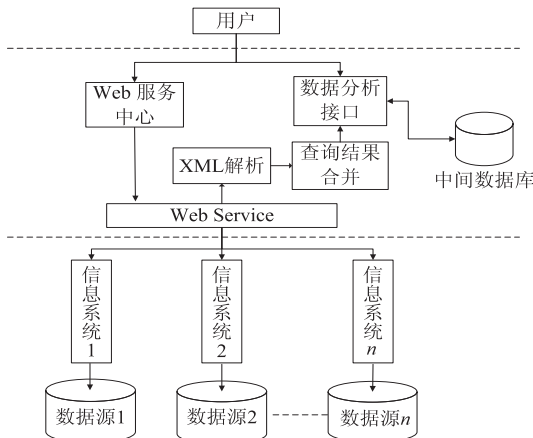 用户
Web 服务
中心
数据分析
接口
XML解析
查询结果
合并
中间数据库
Web Service
信息系统1
信息系统2
信息系统n
数据源1
数据源2
数据源n